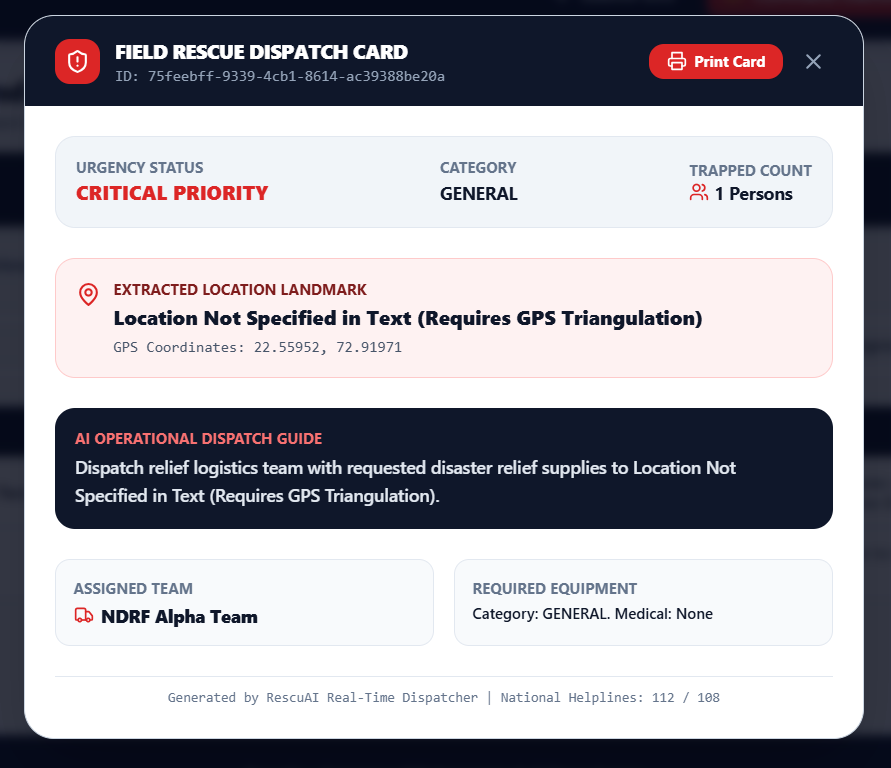 FIELD RESCUE DISPATCH CARD
ID: 75feebff-9339-4cb1-8614-ac39388be20a
Print Card
URGENCY STATUS
CRITICAL PRIORITY
CATEGORY
GENERAL
TRAPPED COUNT
1 Persons
EXTRACTED LOCATION LANDMARK
Location Not Specified in Text (Requires GPS Triangulation)
GPS Coordinates: 22.55952, 72.91971
AI OPERATIONAL DISPATCH GUIDE
Dispatch relief logistics team with requested disaster relief supplies to Location Not
Specified in Text (Requires GPS Triangulation).
ASSIGNED TEAM
NDRF Alpha Team
REQUIRED EQUIPMENT
Category: GENERAL. Medical: None
Generated by RescuAI Real-Time Dispatcher | National Helplines: 112 / 108